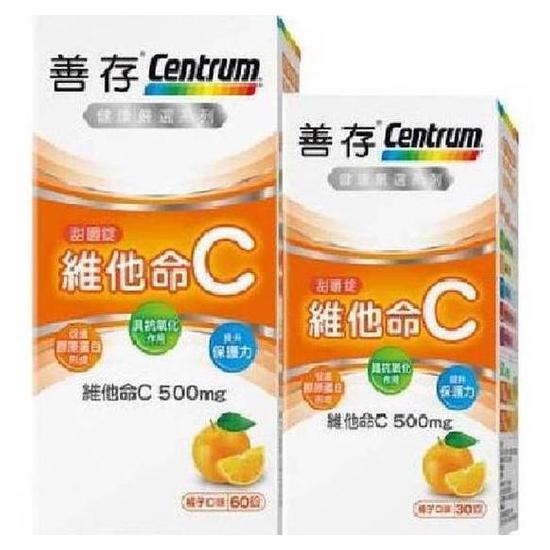 善存 Centrum
健康嚴選系列
甜嚼錠
維他命C
促進
膠原蛋白
形成
具抗氧化
作用
提升
保護力
維他命C 500mg
橘子口味 60錠
善存 Centrum
健康嚴選系列
甜嚼錠
維他命C
促進
膠原蛋白
形成
具抗氧化
作用
提升
保護力
維他命C 500mg
橘子口味 30錠